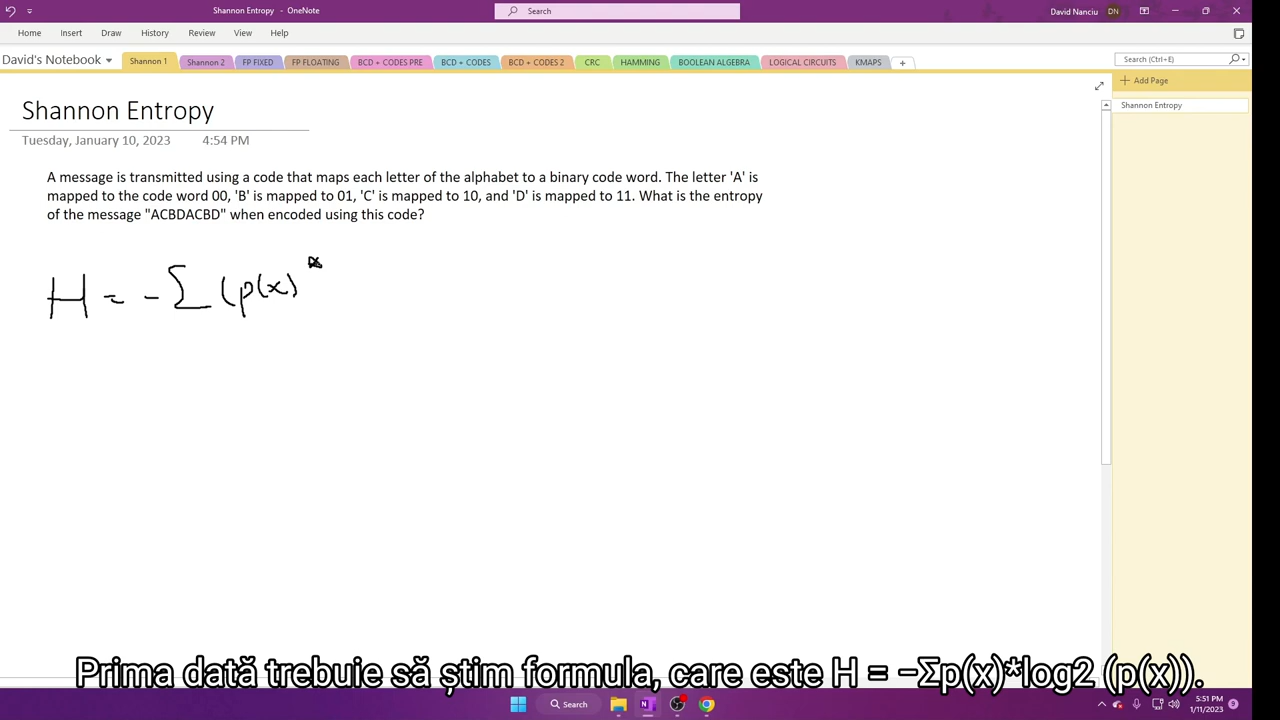 Shannon Entropy - OneNote
Search
David Nanciu DN
Home Insert Draw History Review View Help
David's Notebook Shannon 1 Shannon 2 FP FIXED FP FLOATING BCD + CODES PRE BCD + CODES BCD + CODES 2 CRC HAMMING BOOLEAN ALGEBRA LOGICAL CIRCUITS KMAPS
Search (Ctrl+E)
Add Page
Shannon Entropy
Shannon Entropy
Tuesday, January 10, 2023 4:54 PM
A message is transmitted using a code that maps each letter of the alphabet to a binary code word. The letter 'A' is
mapped to the code word 00, 'B' is mapped to 01, 'C' is mapped to 10, and 'D' is mapped to 11. What is the entropy
of the message "ACBDACBD" when encoded using this code?
H = - Σ (p(x) *
Prima dată trebuie să știm formula, care este H = −Σp(x)*log2 (p(x)).
Search
5:51 PM
1/11/2023